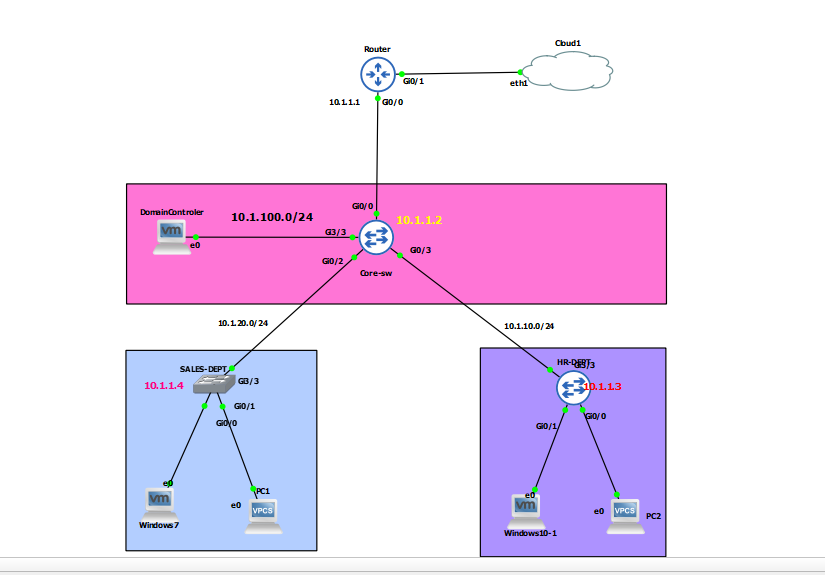 Cloud1
Router
Gi0/1
eth1
10.1.1.1
Gi0/0
DomainControler
10.1.100.0/24
Gi0/0
10.1.1.2
vm
e0
Gi3/3
Gi0/3
Gi0/2
Core-sw
10.1.20.0/24
10.1.10.0/24
SALES-DEPT
Gi3/3
10.1.1.4
Gi0/1
Gi0/0
HR-DEPT
Gi3/3
10.1.1.3
Gi0/0
Gi0/1
e0
PC1
vm
e0
VPCS
Windows7
e0
vm
e0
VPCS
PC2
Windows10-1